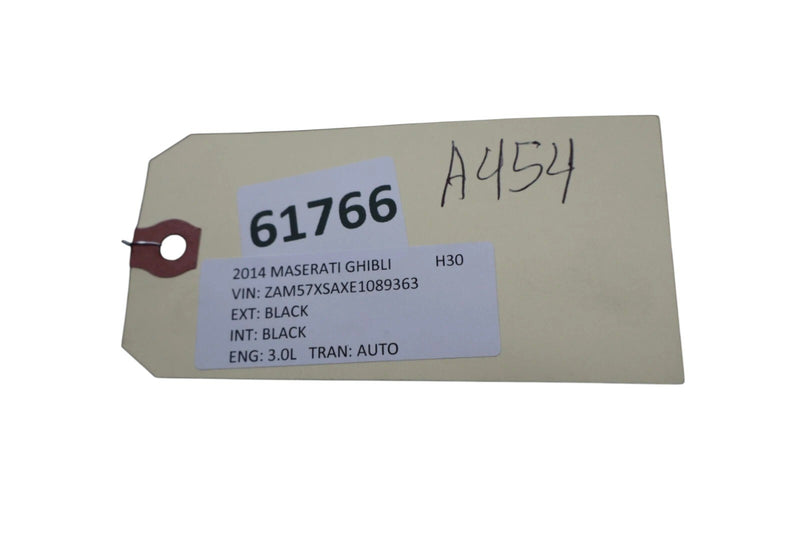 A454
61766
2014 MASERATI GHIBLI H30
VIN: ZAM57XSAXE1089363
EXT: BLACK
INT: BLACK
ENG: 3.0L TRAN: AUTO